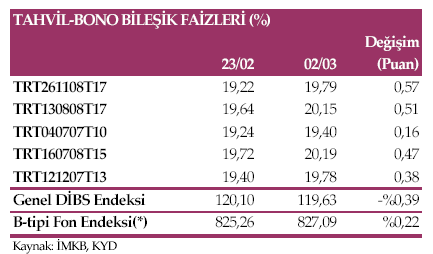 TAHVİL-BONO BİLEŞİK FAİZLERİ (%)
23/02 02/03 Değişim (Puan)
TRT261108T17 19,22 19,79 0,57
TRT130808T17 19,64 20,15 0,51
TRT040707T10 19,24 19,40 0,16
TRT160708T15 19,72 20,19 0,47
TRT121207T13 19,40 19,78 0,38
Genel DİBS Endeksi 120,10 119,63 -%0,39
B-tipi Fon Endeksi(*) 825,26 827,09 %0,22
Kaynak: İMKB, KYD